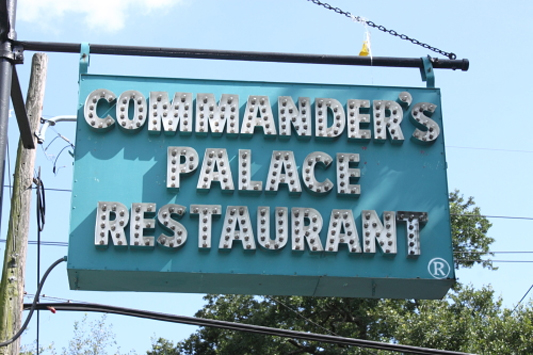 COMMANDER'S
PALACE
RESTAURANT
®